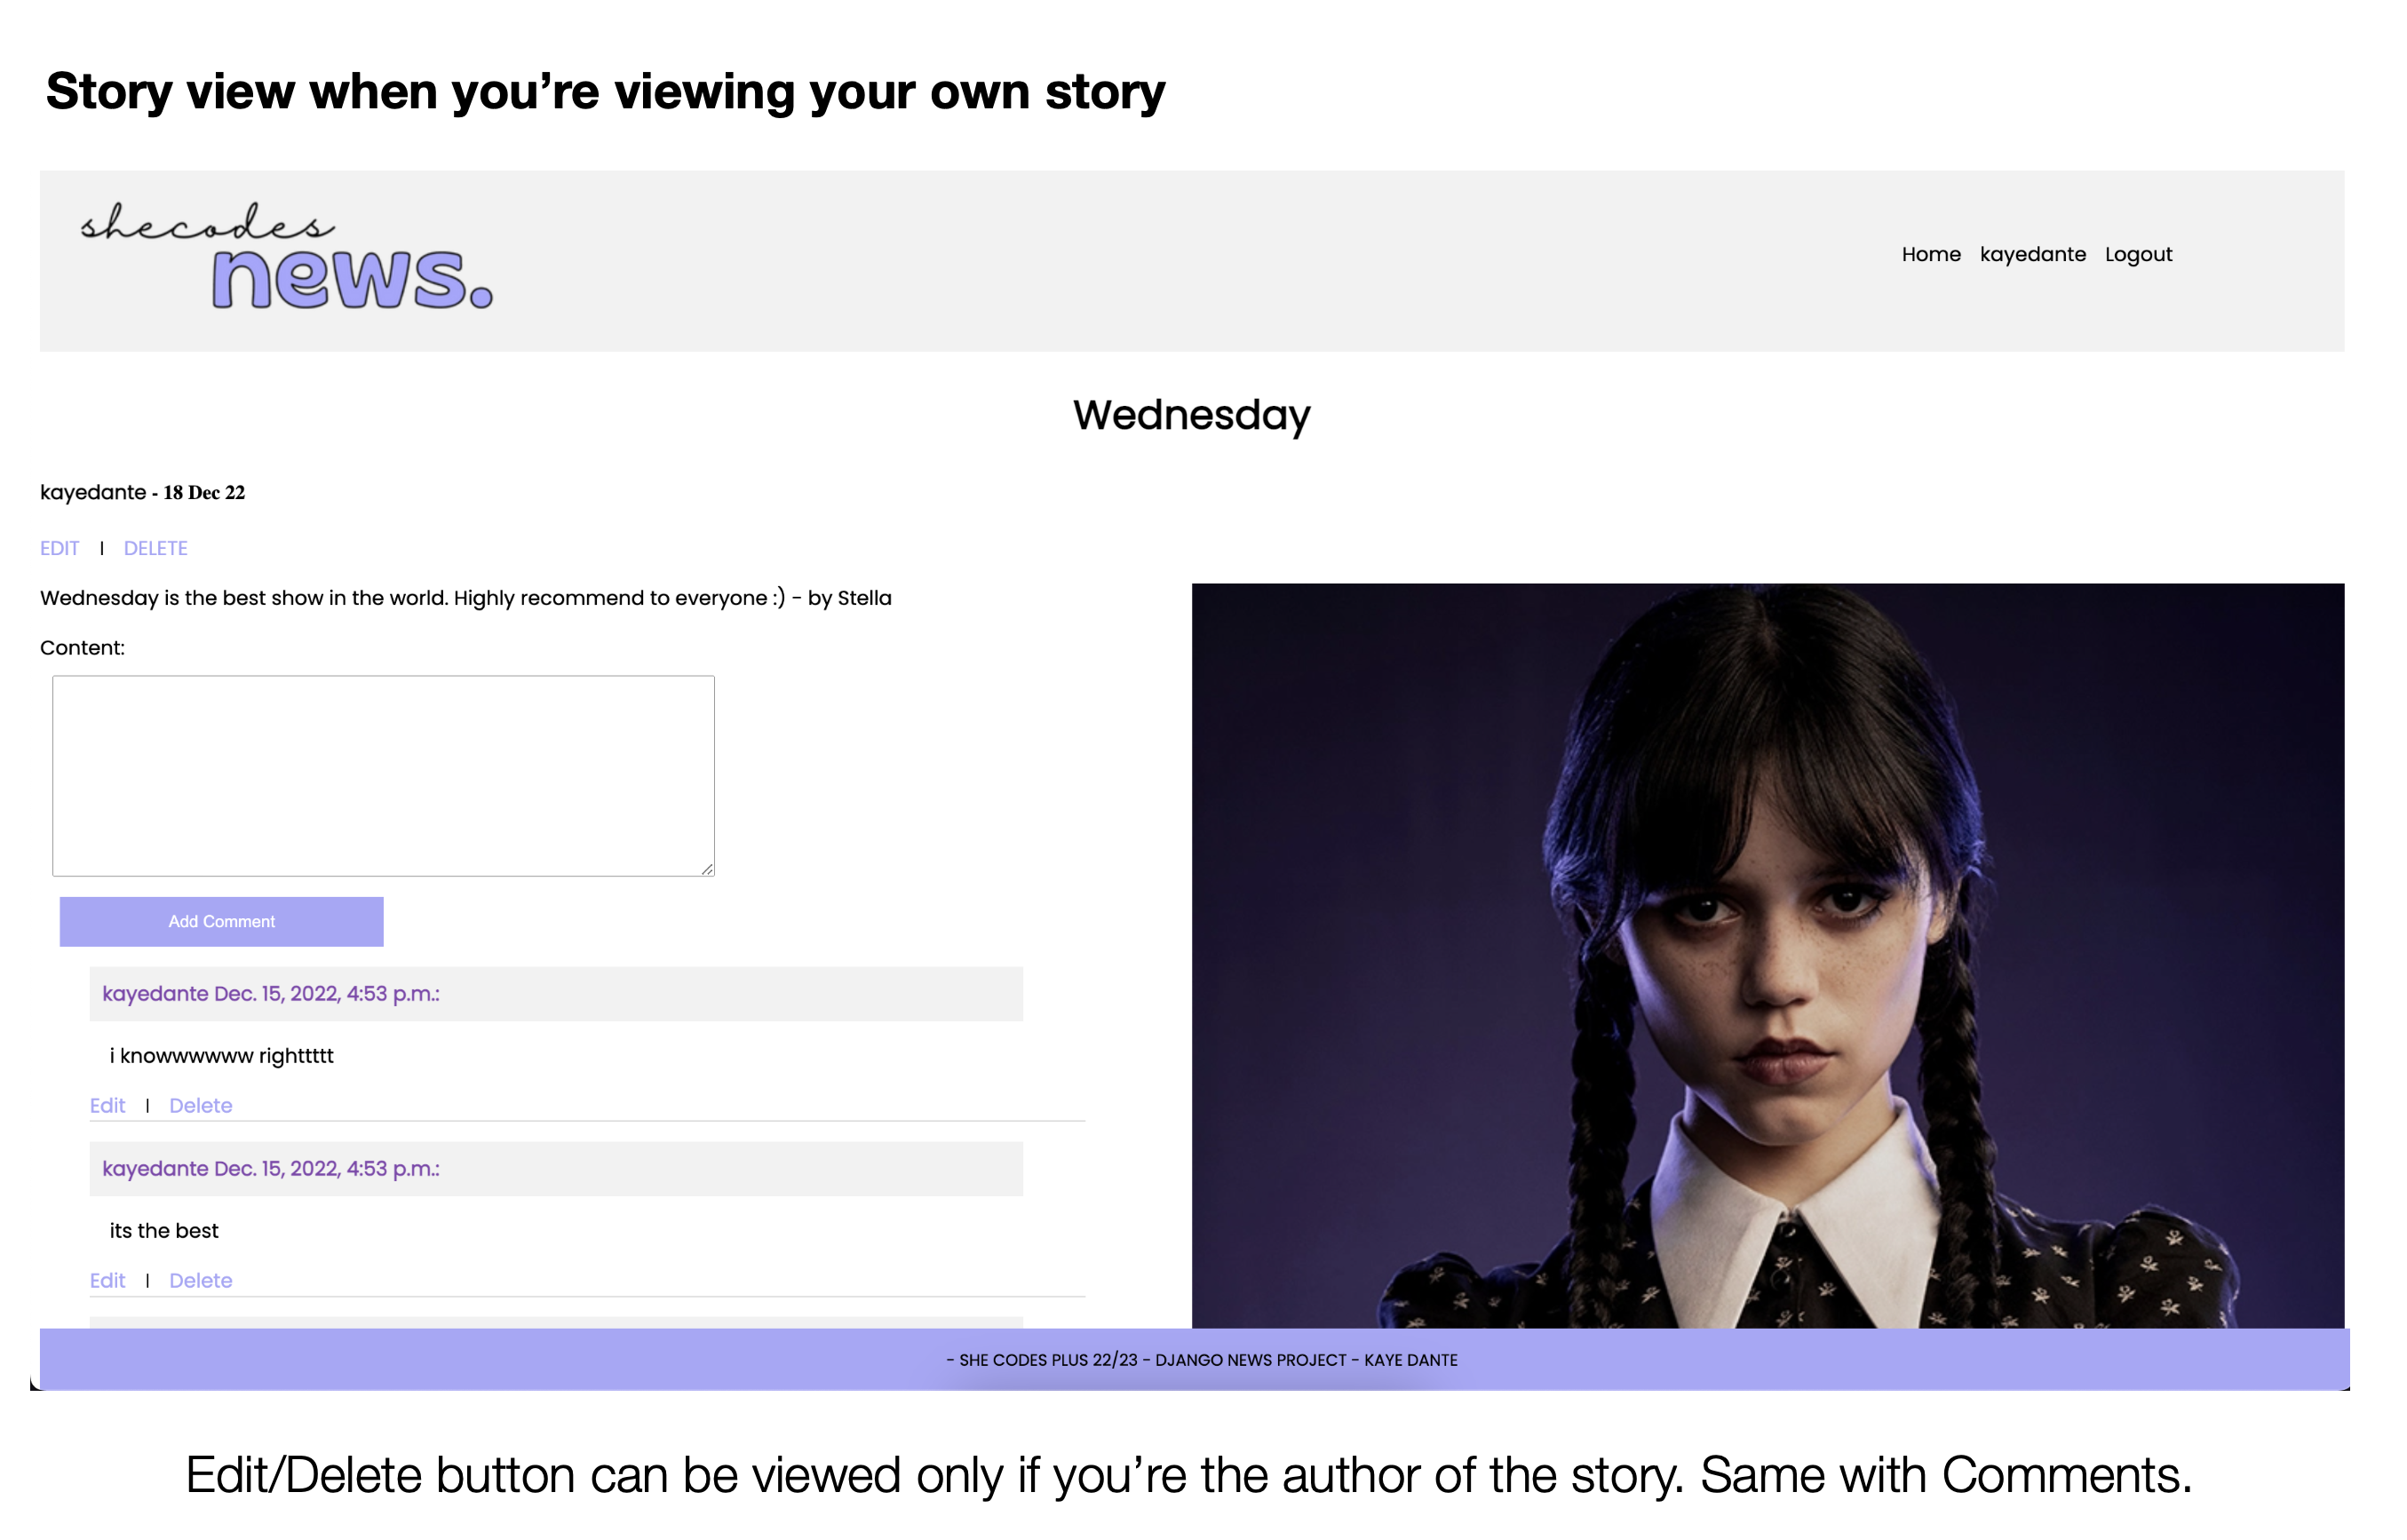 Story view when you’re viewing your own story
shecodes
news.
Home kayedante Logout
Wednesday
kayedante - 18 Dec 22
EDIT | DELETE
Wednesday is the best show in the world. Highly recommend to everyone :) - by Stella
Content:
Add Comment
kayedante Dec. 15, 2022, 4:53 p.m.:
i knowwwwww righttttt
Edit | Delete
kayedante Dec. 15, 2022, 4:53 p.m.:
its the best
Edit | Delete
- SHE CODES PLUS 22/23 - DJANGO NEWS PROJECT - KAYE DANTE
Edit/Delete button can be viewed only if you’re the author of the story. Same with Comments.